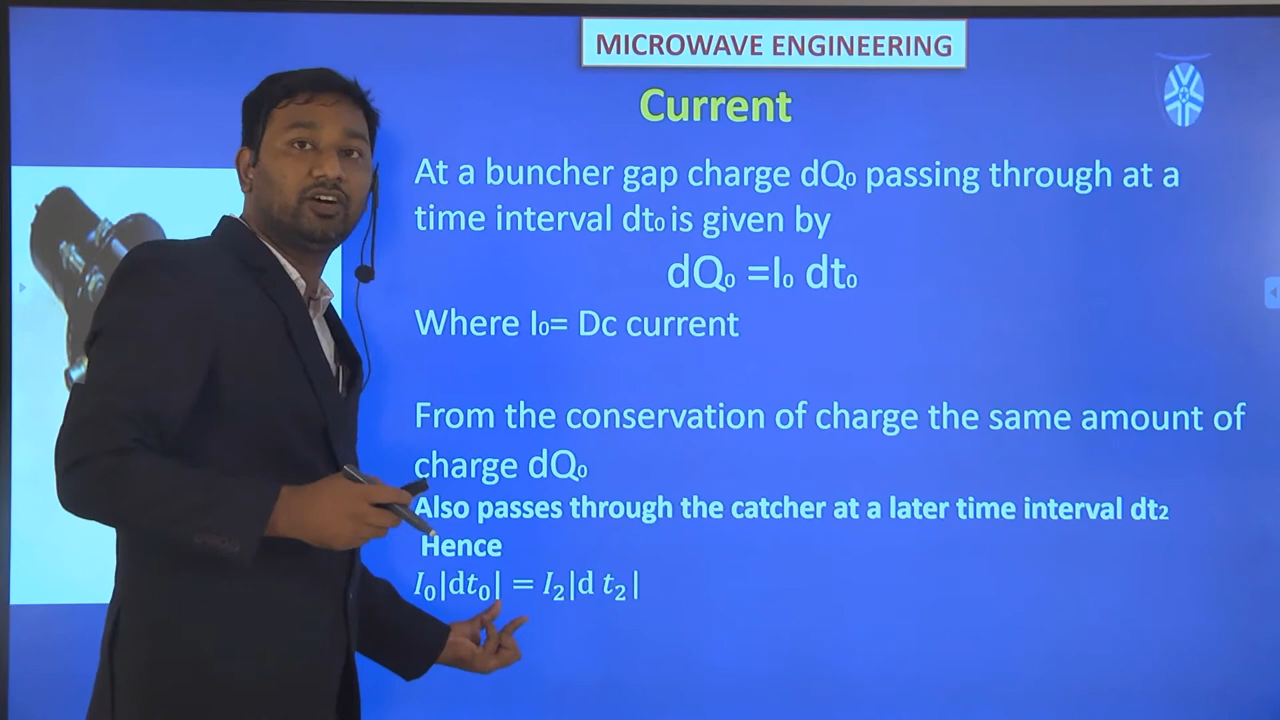 MICROWAVE ENGINEERING
Current
At a buncher gap charge dQ₀ passing through at a
time interval dt₀ is given by
dQ₀ =I₀ dt₀
Where I₀= Dc current
From the conservation of charge the same amount of
charge dQ₀
Also passes through the catcher at a later time interval dt₂
Hence
I₀|dt₀| = I₂|d t₂|